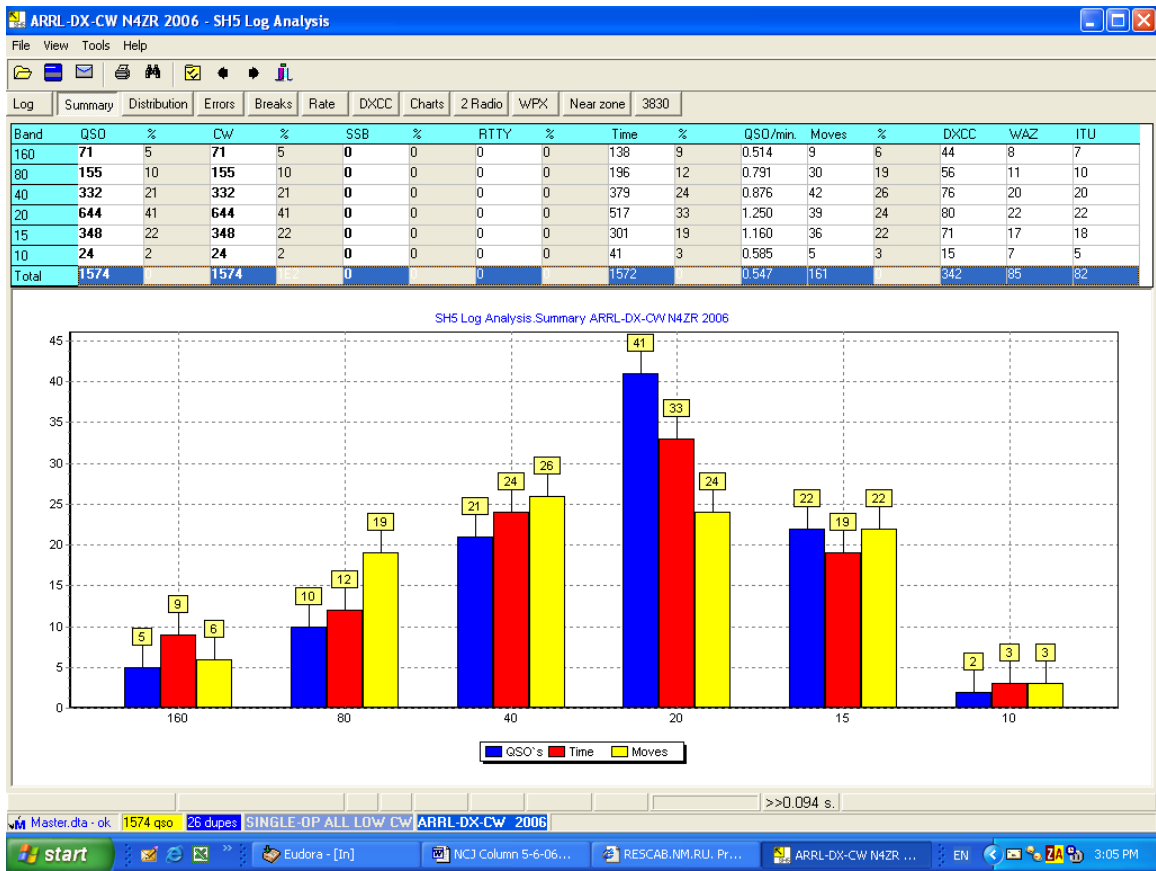 ARRL-DX-CW N4ZR 2006 - SH5 Log Analysis
File View Tools Help
Log Summary Distribution Errors Breaks Rate DXCC Charts 2 Radio WPX Near zone 3830
Band QSO % CW % SSB % RTTY % Time % QSO/min. Moves % DXCC WAZ ITU
160 71 5 71 5 0 0 0 0 138 9 0.514 9 6 44 8 7
80 155 10 155 10 0 0 0 0 196 12 0.791 30 19 56 11 10
40 332 21 332 21 0 0 0 0 379 24 0.876 42 26 76 20 20
20 644 41 644 41 0 0 0 0 517 33 1.250 39 24 80 22 22
15 348 22 348 22 0 0 0 0 301 19 1.160 36 22 71 17 18
10 24 2 24 2 0 0 0 0 41 3 0.585 5 3 15 7 5
Total 1574 0 1574 1E2 0 0 0 0 1572 0 0.547 161 0 342 85 82
SH5 Log Analysis.Summary ARRL-DX-CW N4ZR 2006
45
40
35
30
25
20
15
10
5
0
5 9 6
10 12 19
21 24 26
41 33 24
22 19 22
2 3 3
160 80 40 20 15 10
QSO`s Time Moves
>>0.094 s.
Master.dta - ok 1574 qso 26 dupes SINGLE-OP ALL LOW CW ARRL-DX-CW 2006
start Eudora - [In] NCJ Column 5-6-06... RESCAB.NM.RU. Pr... ARRL-DX-CW N4ZR ... EN ZA 3:05 PM